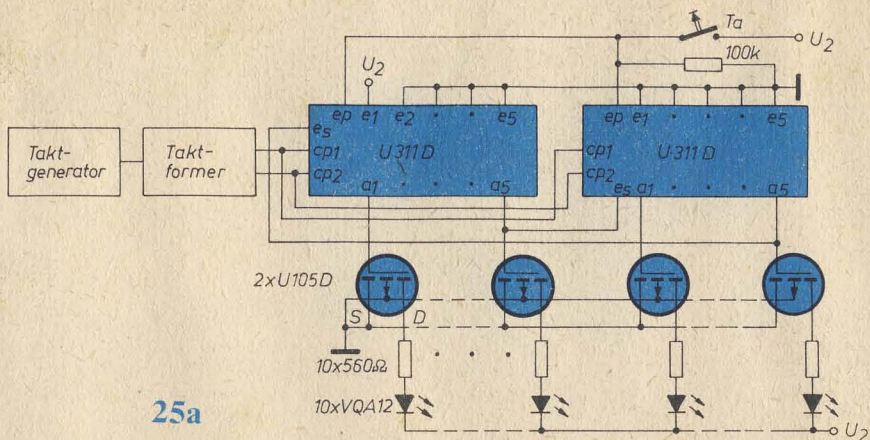 Ta
U2
100k
U2
ep e1 e2 . . e5
es
cp1
cp2
U311D
a1 . . . a5
ep e1 . . . e5
cp1
cp2
U311D
es a1 . . . a5
Takt-
generator
Takt-
former
2xU105D
S D
10x560Ω
10xVQA12
U2
25a